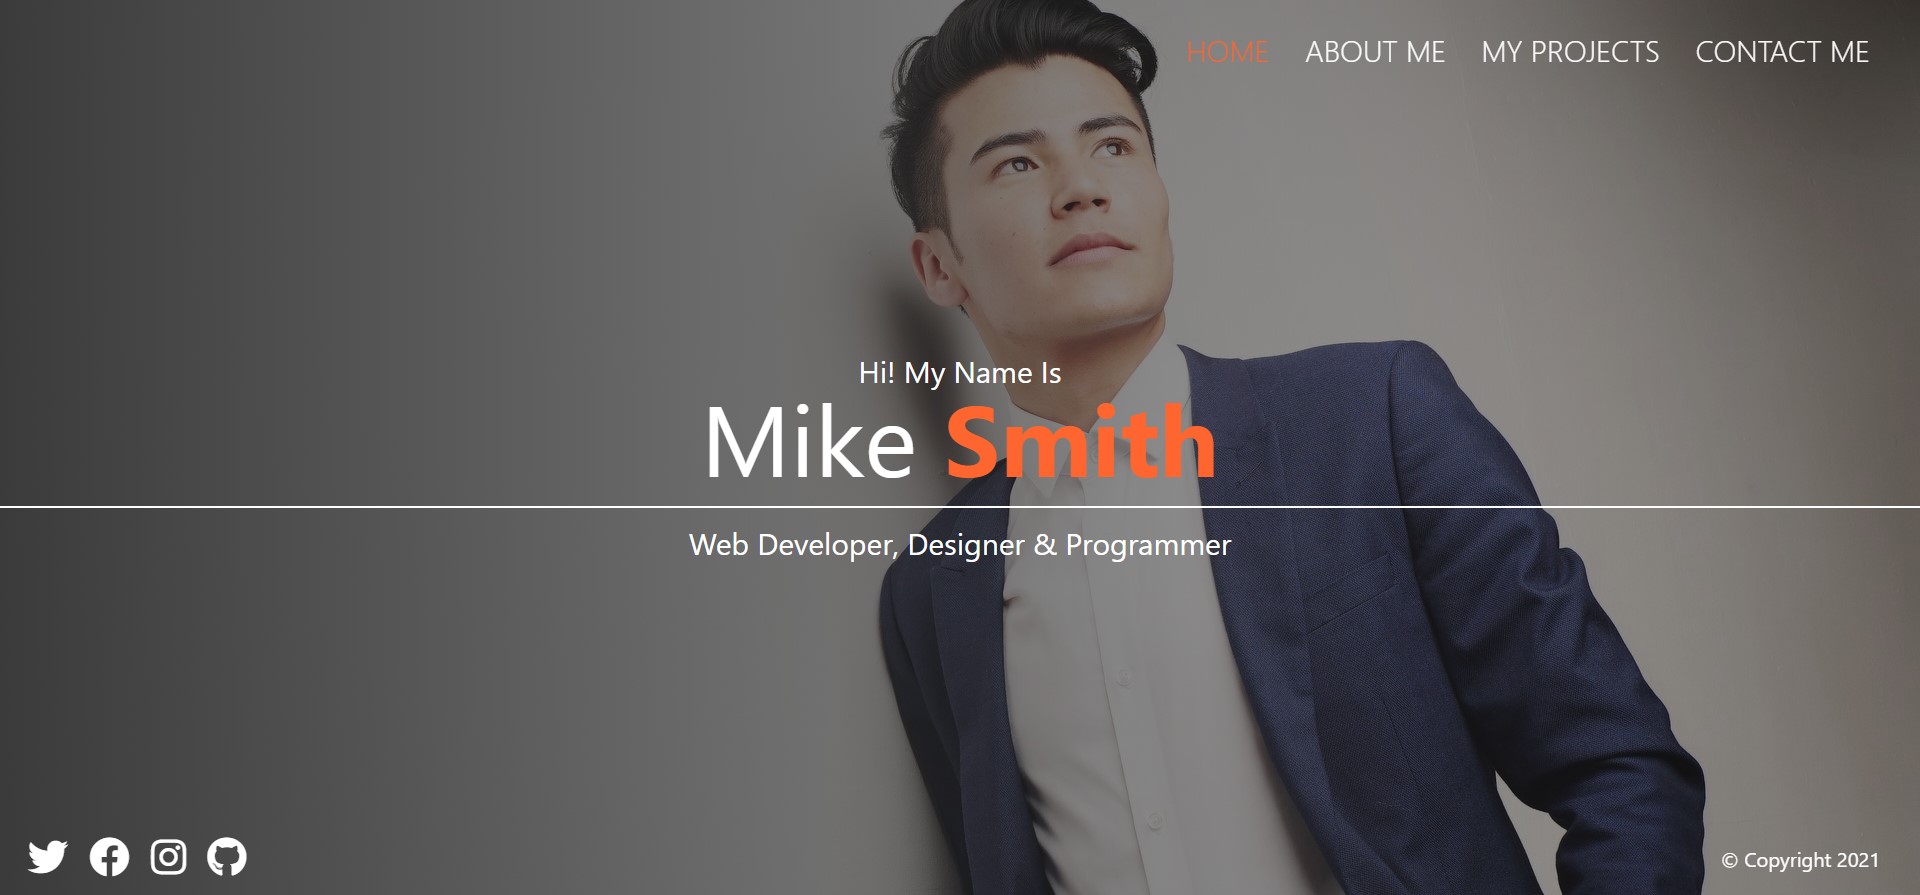 HOME ABOUT ME MY PROJECTS CONTACT ME
Hi! My Name Is
Mike Smith
Web Developer, Designer & Programmer
© Copyright 2021